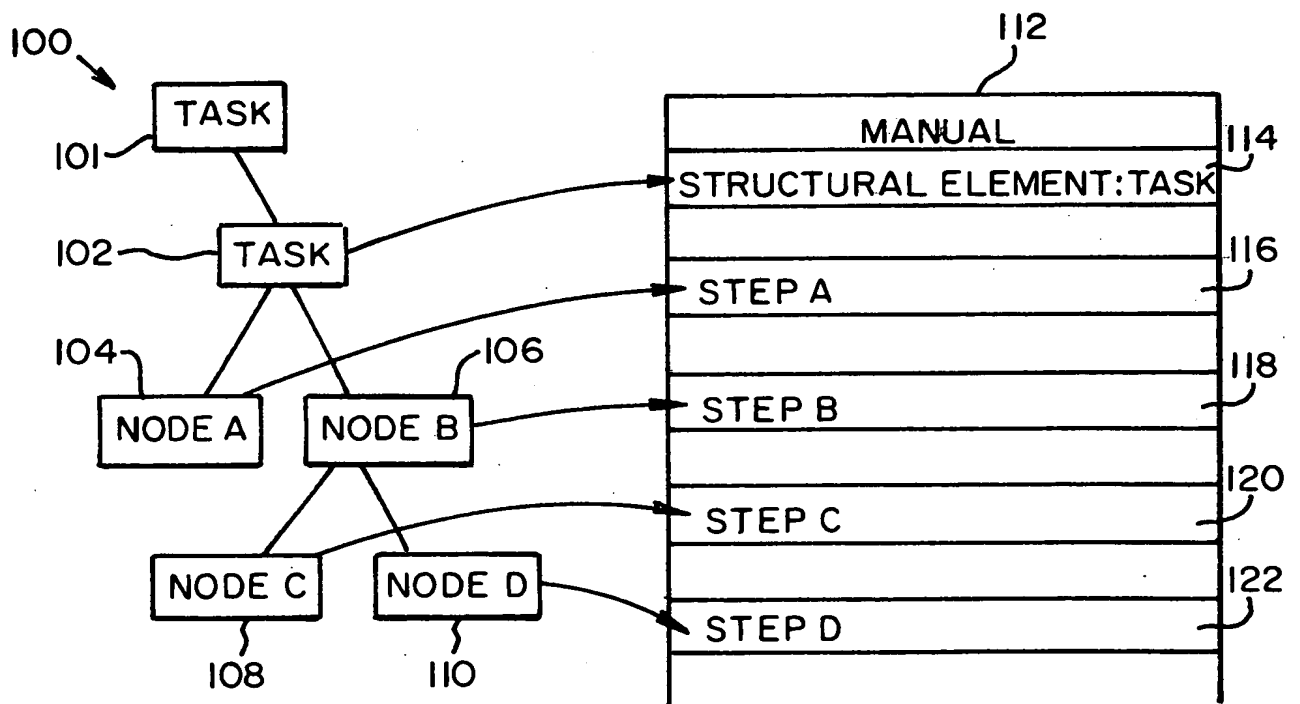 100
112
TASK
101
MANUAL
114
STRUCTURAL ELEMENT:TASK
102
TASK
116
STEP A
104
106
118
NODE A
NODE B
STEP B
120
STEP C
NODE C
NODE D
122
STEP D
108
110